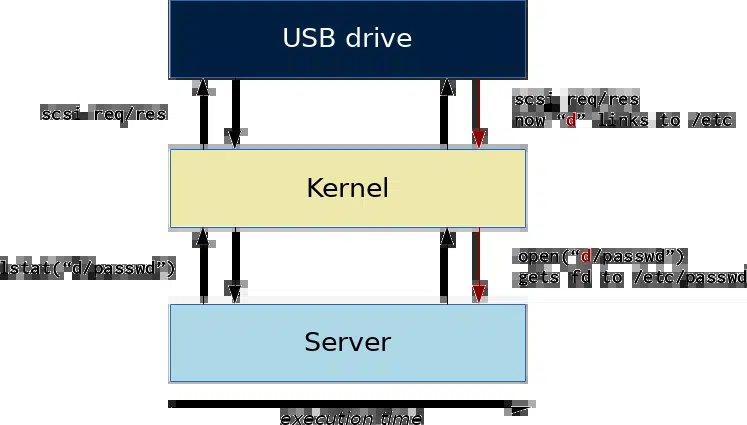 USB drive
scsi req/res
scsi req/res
now “d” links to /etc
Kernel
lstat(“d/passwd”)
open(“d/passwd”)
gets fd to /etc/passwd
Server
execution time